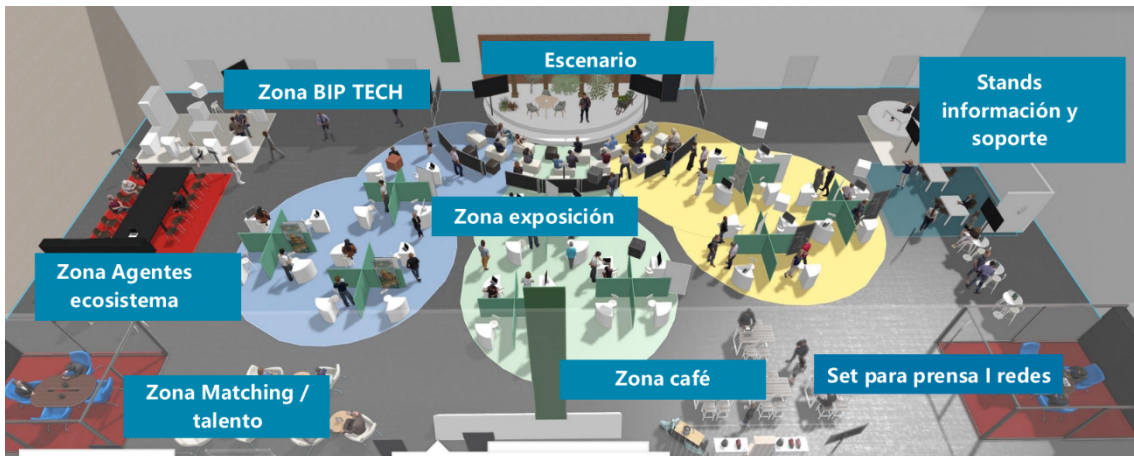 Escenario
Zona BIP TECH
Stands
información y
soporte
Zona exposición
Zona Agentes
ecosistema
Zona Matching /
talento
Zona café
Set para prensa I redes